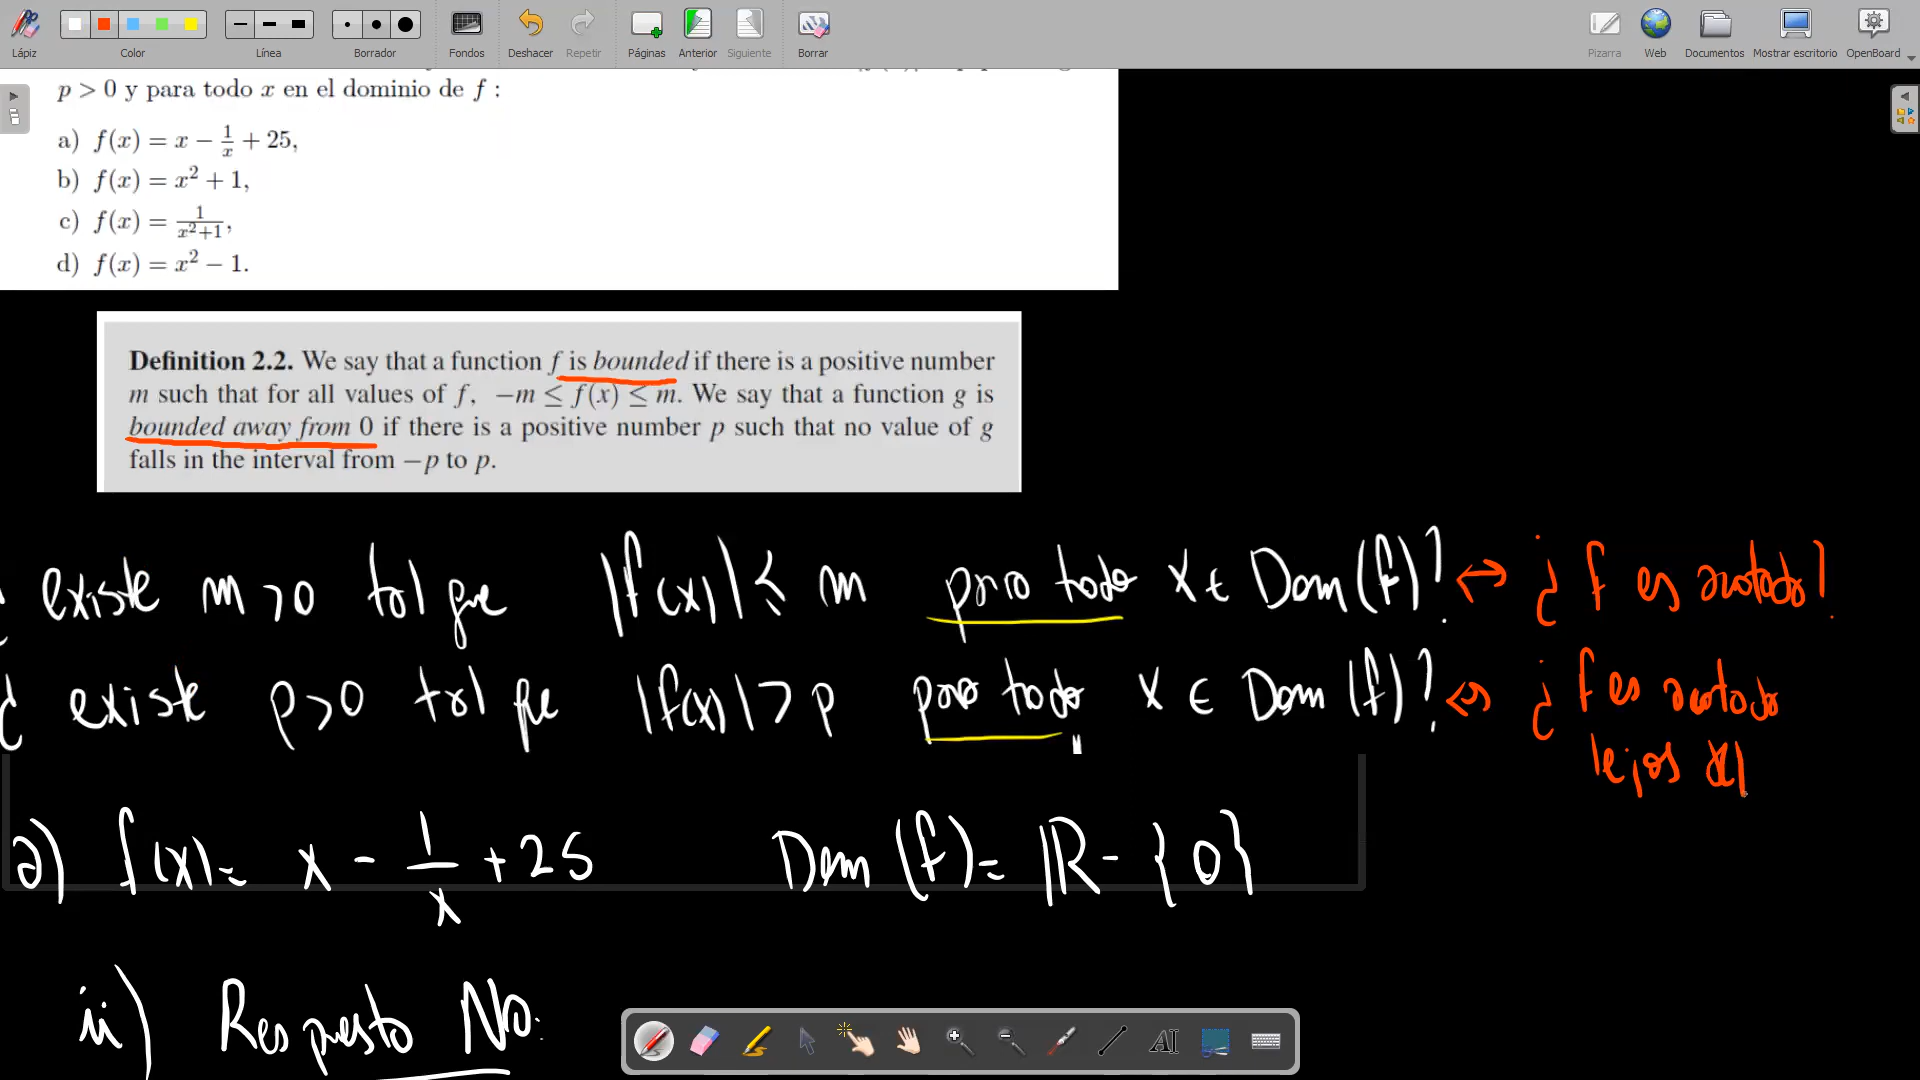 Lápiz Color Línea Borrador Fondos Deshacer Repetir Páginas Anterior Siguiente Borrar Pizarra Web Documentos Mostrar escritorio OpenBoard
p > 0 y para todo x en el dominio de f :
a) f(x) = x − 1/x + 25,
b) f(x) = x² + 1,
c) f(x) = 1/(x²+1),
d) f(x) = x² − 1.
Definition 2.2. We say that a function f is bounded if there is a positive number
m such that for all values of f, −m ≤ f(x) ≤ m. We say that a function g is
bounded away from 0 if there is a positive number p such that no value of g
falls in the interval from −p to p.
existe m>0 tal que |f(x)| ≤ m para todo x ∈ Dom(f)? ↔ ¿ f es acotada?
¿ existe p>0 tal que |f(x)| > p para todo x ∈ Dom(f)? ↔ ¿ f es acotada
lejos del
a) f(x) = x − 1/x + 25 Dom(f) = ℝ − {0}
ii) Respuesta No:
AI